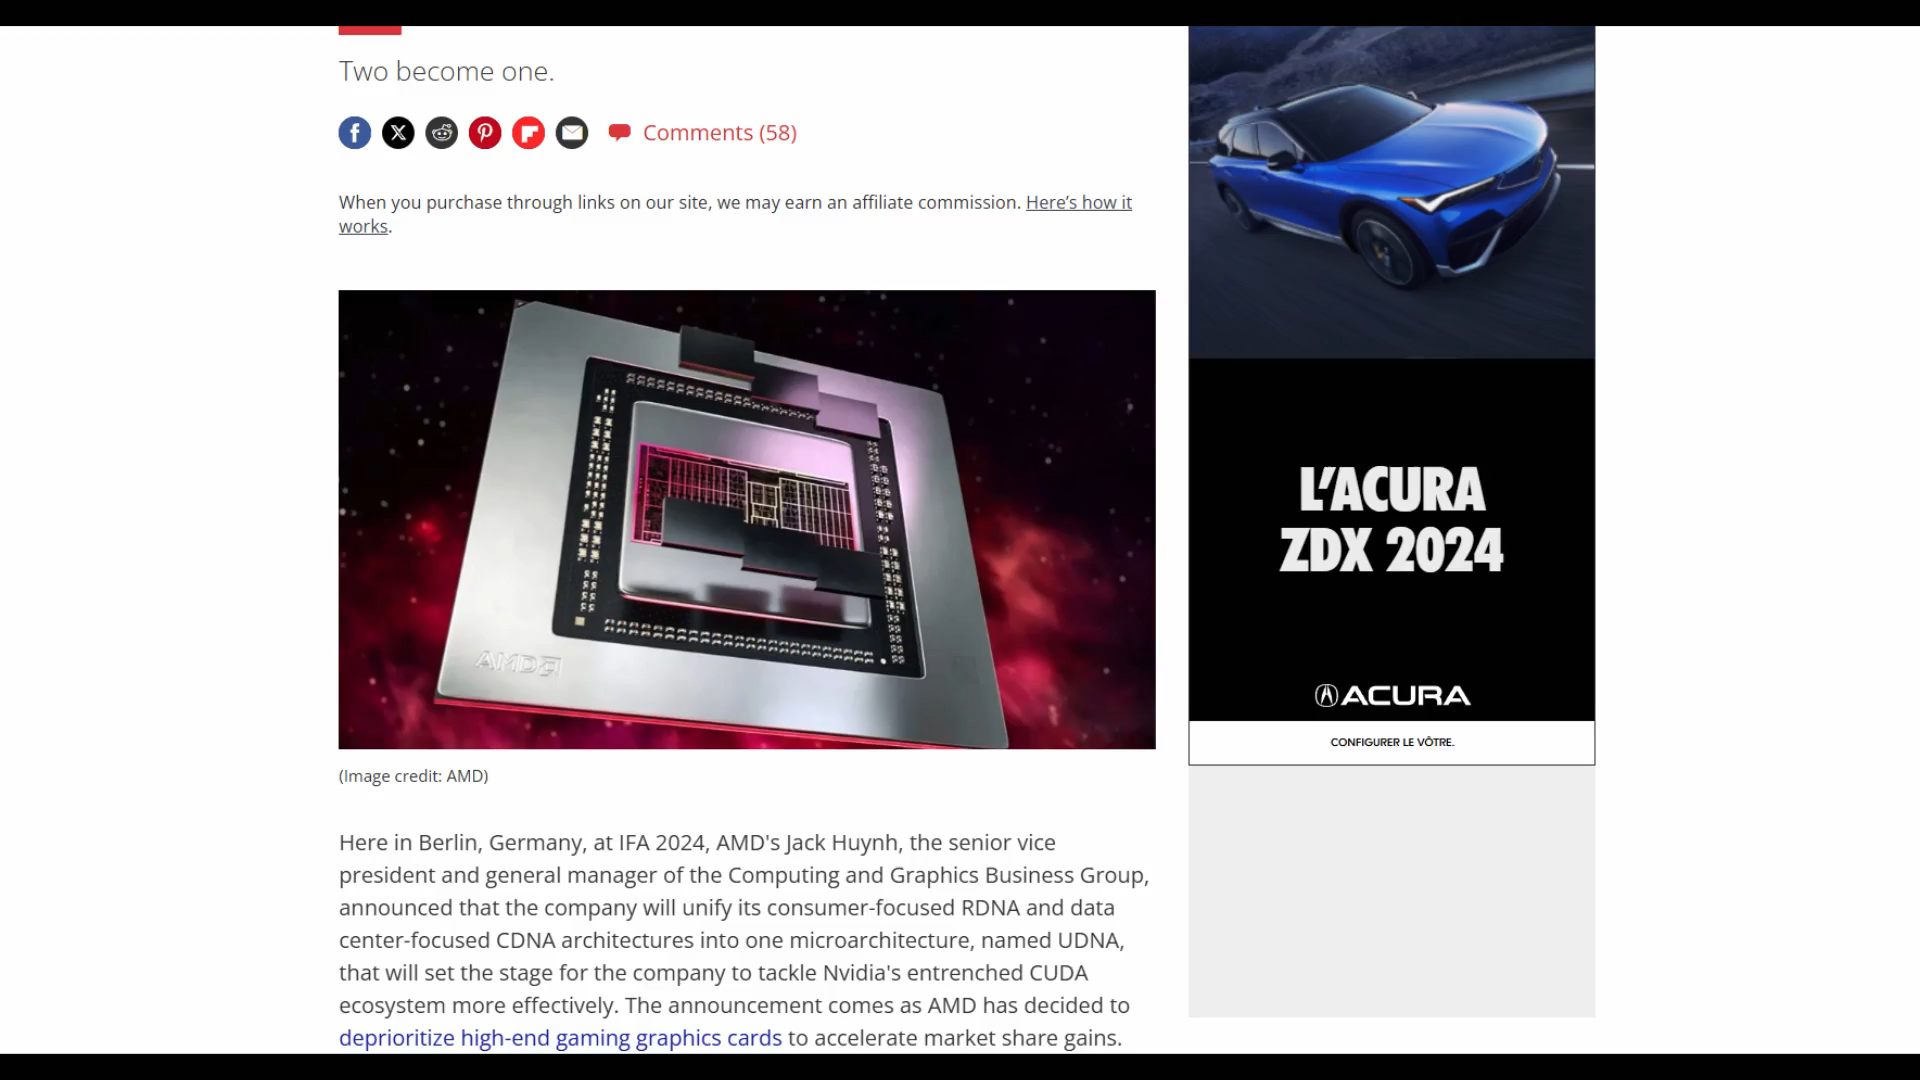 Two become one.
Comments (58)
When you purchase through links on our site, we may earn an affiliate commission. Here’s how it
works.
AMD
(Image credit: AMD)
Here in Berlin, Germany, at IFA 2024, AMD's Jack Huynh, the senior vice
president and general manager of the Computing and Graphics Business Group,
announced that the company will unify its consumer-focused RDNA and data
center-focused CDNA architectures into one microarchitecture, named UDNA,
that will set the stage for the company to tackle Nvidia's entrenched CUDA
ecosystem more effectively. The announcement comes as AMD has decided to
deprioritize high-end gaming graphics cards to accelerate market share gains.
L’ACURA
ZDX 2024
ACURA
CONFIGURER LE VÔTRE.